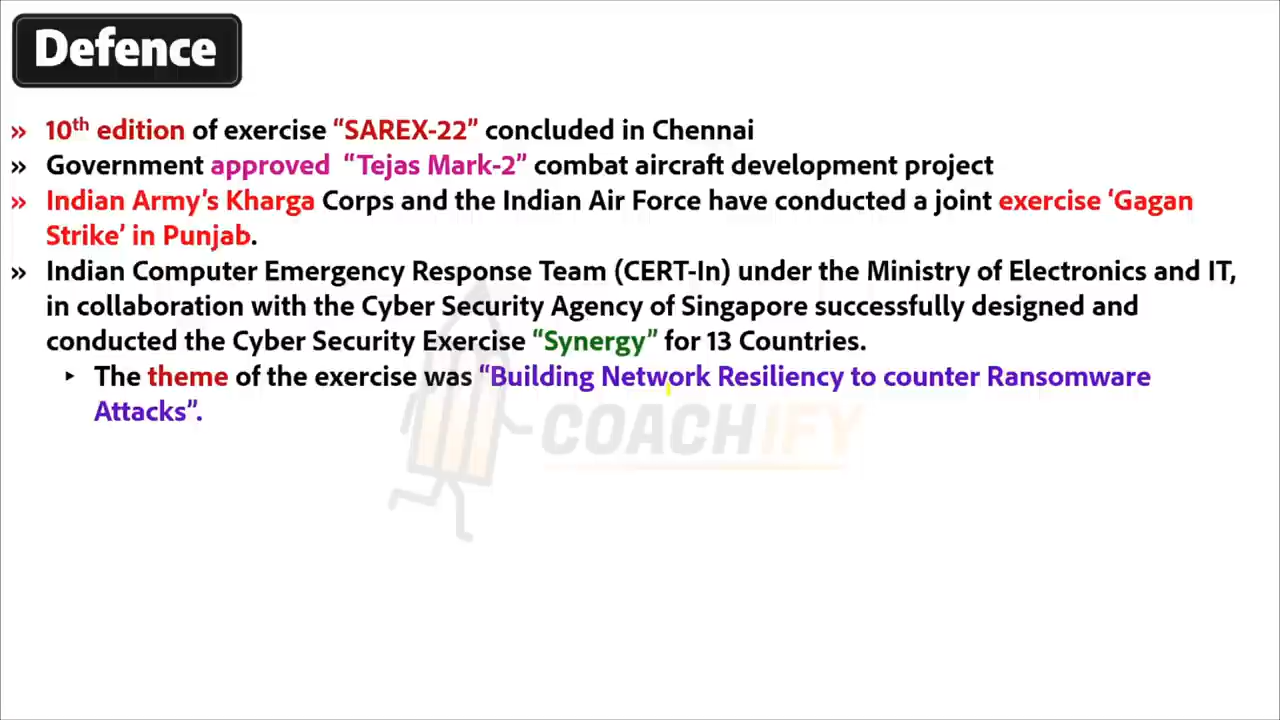 Defence
» 10th edition of exercise “SAREX-22” concluded in Chennai
» Government approved “Tejas Mark-2” combat aircraft development project
» Indian Army’s Kharga Corps and the Indian Air Force have conducted a joint exercise ‘Gagan
Strike’ in Punjab.
» Indian Computer Emergency Response Team (CERT-In) under the Ministry of Electronics and IT,
in collaboration with the Cyber Security Agency of Singapore successfully designed and
conducted the Cyber Security Exercise “Synergy” for 13 Countries.
‣ The theme of the exercise was “Building Network Resiliency to counter Ransomware
Attacks”.
COACHIFY